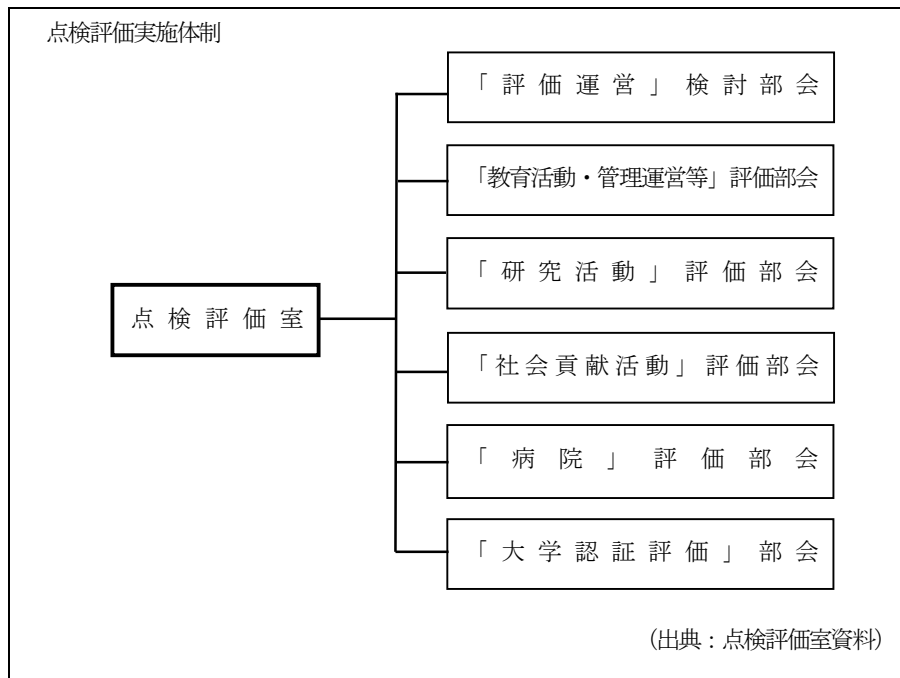 点検評価実施体制
「評価運営」検討部会
「教育活動・管理運営等」評価部会
「研究活動」評価部会
点検評価室
「社会貢献活動」評価部会
「病院」評価部会
「大学認証評価」部会
（出典：点検評価室資料）